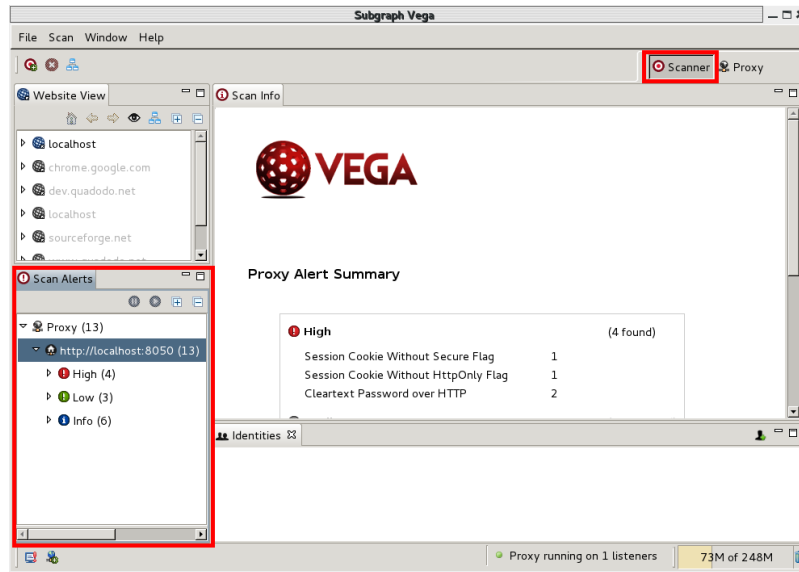 Subgraph Vega
File Scan Window Help
Scanner Proxy
Website View
localhost
chrome.google.com
dev.quadodo.net
localhost
sourceforge.net
Scan Alerts
Proxy (13)
http://localhost:8050 (13)
High (4)
Low (3)
Info (6)
Scan Info
VEGA
Proxy Alert Summary
High (4 found)
Session Cookie Without Secure Flag 1
Session Cookie Without HttpOnly Flag 1
Cleartext Password over HTTP 2
Identities
Proxy running on 1 listeners 73M of 248M